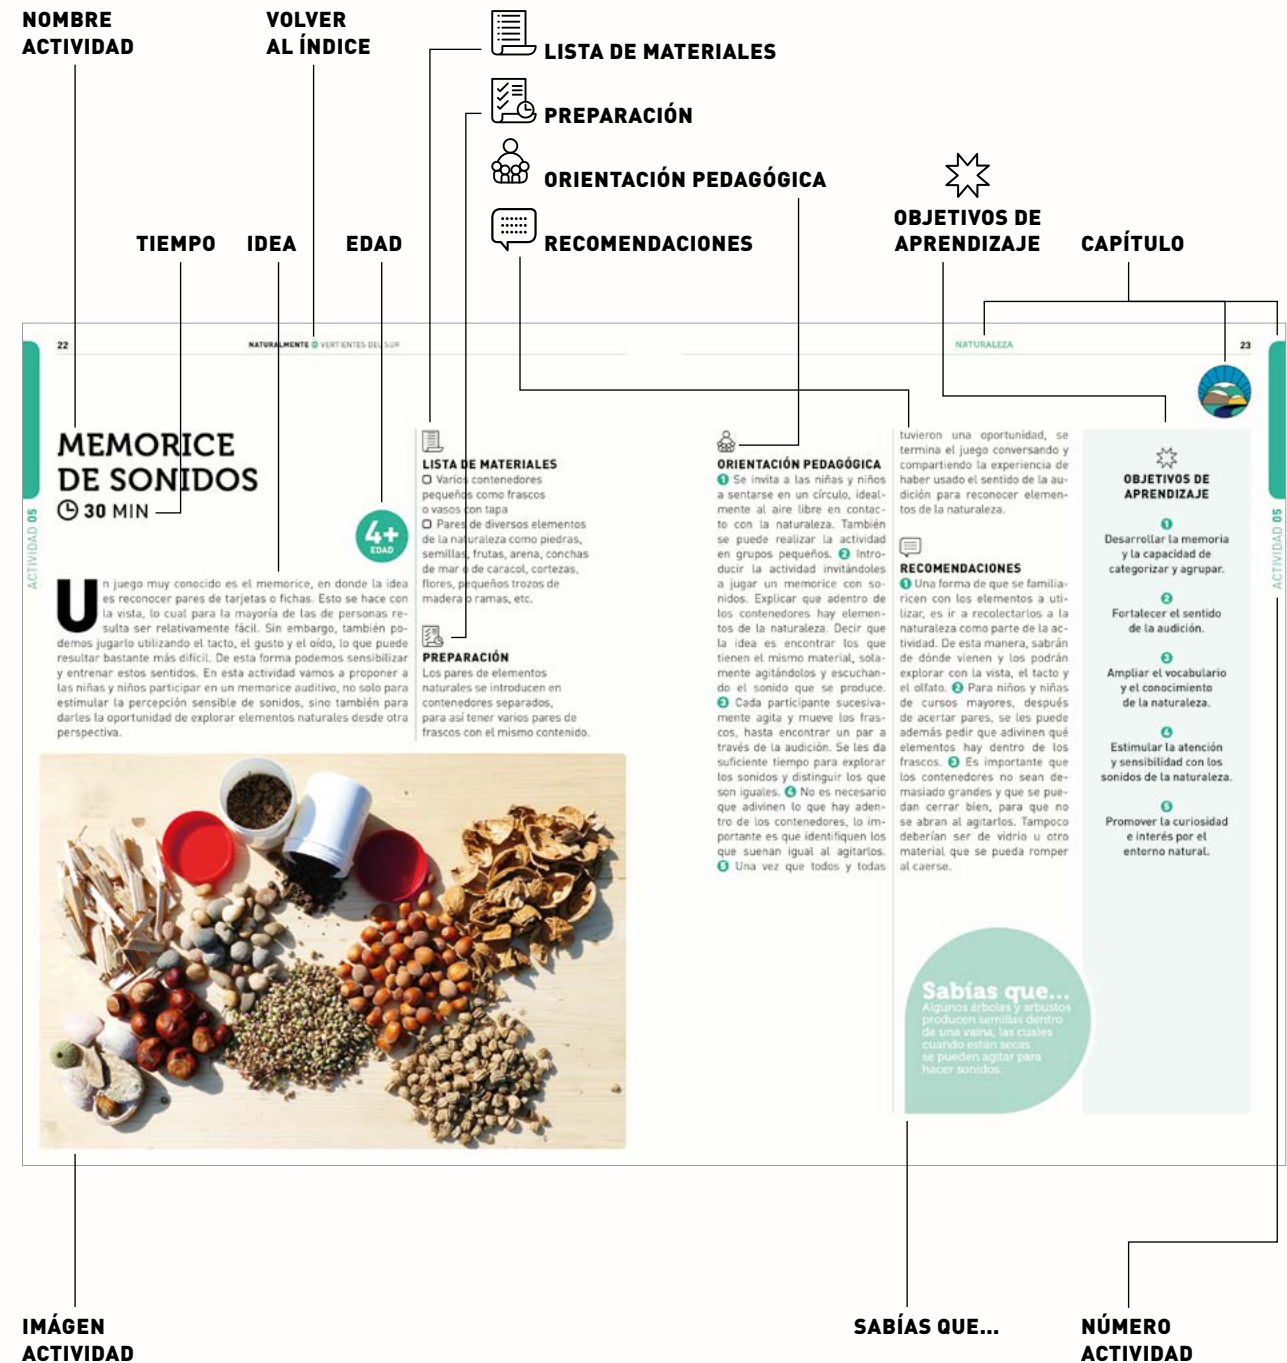 NOMBRE
ACTIVIDAD
VOLVER
AL ÍNDICE
LISTA DE MATERIALES
PREPARACIÓN
ORIENTACIÓN PEDAGÓGICA
RECOMENDACIONES
OBJETIVOS DE
APRENDIZAJE
CAPÍTULO
TIEMPO
IDEA
EDAD
22
NATURALMENTE VERTIENTES DEL SUR
NATURALEZA
23
ACTIVIDAD 05
MEMORICE
DE SONIDOS
30 MIN
4+
EDAD
Un juego muy conocido es el memorice, en donde la idea
es reconocer pares de tarjetas o fichas. Esto se hace con
la vista, lo cual para la mayoría de las de personas re-
sulta ser relativamente fácil. Sin embargo, también po-
demos jugarlo utilizando el tacto, el gusto y el oído, lo que puede
resultar bastante más difícil. De esta forma podemos sensibilizar
y entrenar estos sentidos. En esta actividad vamos a proponer a
las niñas y niños participar en un memorice auditivo, no solo para
estimular la percepción sensible de sonidos, sino también para
darles la oportunidad de explorar elementos naturales desde otra
perspectiva.
LISTA DE MATERIALES
Varios contenedores
pequeños como frascos
o vasos con tapa
Pares de diversos elementos
de la naturaleza como piedras,
semillas, frutas, arena, conchas
de mar o de caracol, cortezas,
flores, pequeños trozos de
madera o ramas, etc.
PREPARACIÓN
Los pares de elementos
naturales se introducen en
contenedores separados,
para así tener varios pares de
frascos con el mismo contenido.
ORIENTACIÓN PEDAGÓGICA
1 Se invita a las niñas y niños
a sentarse en un círculo, ideal-
mente al aire libre en contac-
to con la naturaleza. También
se puede realizar la actividad
en grupos pequeños. 2 Intro-
ducir la actividad invitándoles
a jugar un memorice con so-
nidos. Explicar que adentro de
los contenedores hay elemen-
tos de la naturaleza. Decir que
la idea es encontrar los que
tienen el mismo material, sola-
mente agitándolos y escuchan-
do el sonido que se produce.
3 Cada participante sucesiva-
mente agita y mueve los fras-
cos, hasta encontrar un par a
través de la audición. Se les da
suficiente tiempo para explorar
los sonidos y distinguir los que
son iguales. 4 No es necesario
que adivinen lo que hay aden-
tro de los contenedores, lo im-
portante es que identifiquen los
que suenan igual al agitarlos.
5 Una vez que todos y todas
tuvieron una oportunidad, se
termina el juego conversando y
compartiendo la experiencia de
haber usado el sentido de la au-
dición para reconocer elemen-
tos de la naturaleza.
RECOMENDACIONES
1 Una forma de que se familia-
ricen con los elementos a uti-
lizar, es ir a recolectarlos a la
naturaleza como parte de la ac-
tividad. De esta manera, sabrán
de dónde vienen y los podrán
explorar con la vista, el tacto y
el olfato. 2 Para niños y niñas
de cursos mayores, después
de acertar pares, se les puede
además pedir que adivinen qué
elementos hay dentro de los
frascos. 3 Es importante que
los contenedores no sean de-
masiado grandes y que se pue-
dan cerrar bien, para que no
se abran al agitarlos. Tampoco
deberían ser de vidrio u otro
material que se pueda romper
al caerse.
Sabías que...
Algunos árboles y arbustos
producen semillas dentro
de una vaina, las cuales
cuando están secas
se pueden agitar para
hacer sonidos.
OBJETIVOS DE
APRENDIZAJE
1
Desarrollar la memoria
y la capacidad de
categorizar y agrupar.
2
Fortalecer el sentido
de la audición.
3
Ampliar el vocabulario
y el conocimiento
de la naturaleza.
4
Estimular la atención
y sensibilidad con los
sonidos de la naturaleza.
5
Promover la curiosidad
e interés por el
entorno natural.
ACTIVIDAD 05
IMÁGEN
ACTIVIDAD
SABÍAS QUE...
NÚMERO
ACTIVIDAD